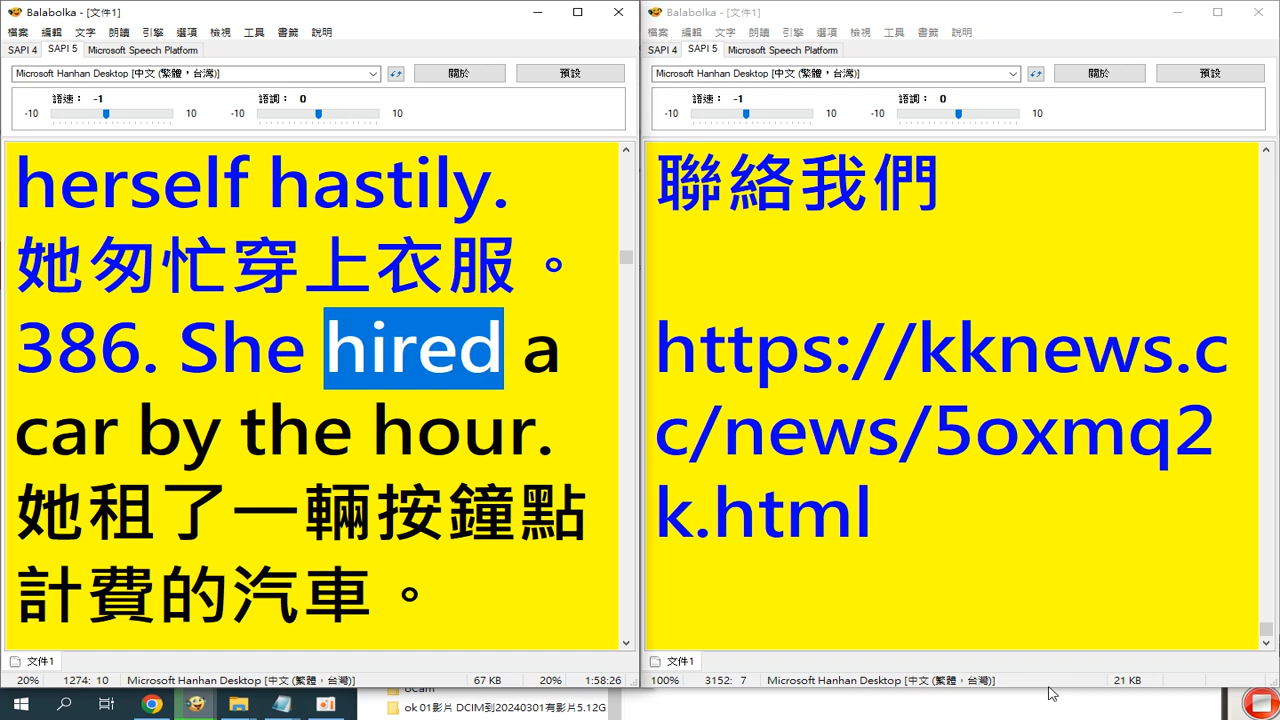 Balabolka - [文件1]
檔案 編輯 文字 朗讀 引擎 選項 檢視 工具 書籤 說明
SAPI 4 SAPI 5 Microsoft Speech Platform
Microsoft Hanhan Desktop [中文 (繁體，台灣)] 關於 預設
語速： -1 語調： 0
-10 10 -10 10
herself hastily.
她匆忙穿上衣服。
386. She hired a
car by the hour.
她租了一輛按鐘點
計費的汽車。
文件1
20% 1274: 10 Microsoft Hanhan Desktop [中文 (繁體，台灣)] 67 KB 20% 1:58:26
Balabolka - [文件1]
檔案 編輯 文字 朗讀 引擎 選項 檢視 工具 書籤 說明
SAPI 4 SAPI 5 Microsoft Speech Platform
Microsoft Hanhan Desktop [中文 (繁體，台灣)] 關於 預設
語速： -1 語調： 0
-10 10 -10 10
聯絡我們
https://kknews.c
c/news/5oxmq2
k.html
文件1
100% 3152: 7 Microsoft Hanhan Desktop [中文 (繁體，台灣)] 21 KB
oCam
ok 01影片 DCIM到20240301有影片5.12G